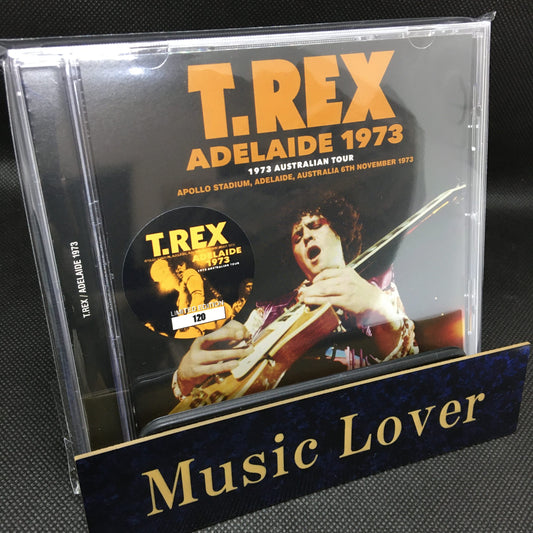 T.REX
ADELAIDE 1973
1973 AUSTRALIAN TOUR
APOLLO STADIUM, ADELAIDE, AUSTRALIA 6TH NOVEMBER 1973
T.REX / ADELAIDE 1973
T.REX
ADELAIDE
1973
1973 AUSTRALIAN TOUR
LIMITED EDITION
120
Music Lover